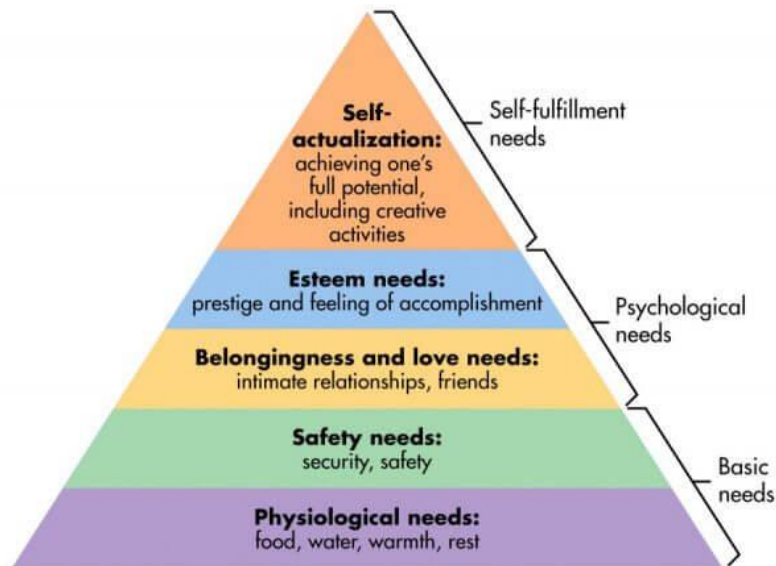 Self-
actualization:
achieving one's
full potential,
including creative
activities
Self-fulfillment
needs
Esteem needs:
prestige and feeling of accomplishment
Psychological
needs
Belongingness and love needs:
intimate relationships, friends
Safety needs:
security, safety
Basic
needs
Physiological needs:
food, water, warmth, rest